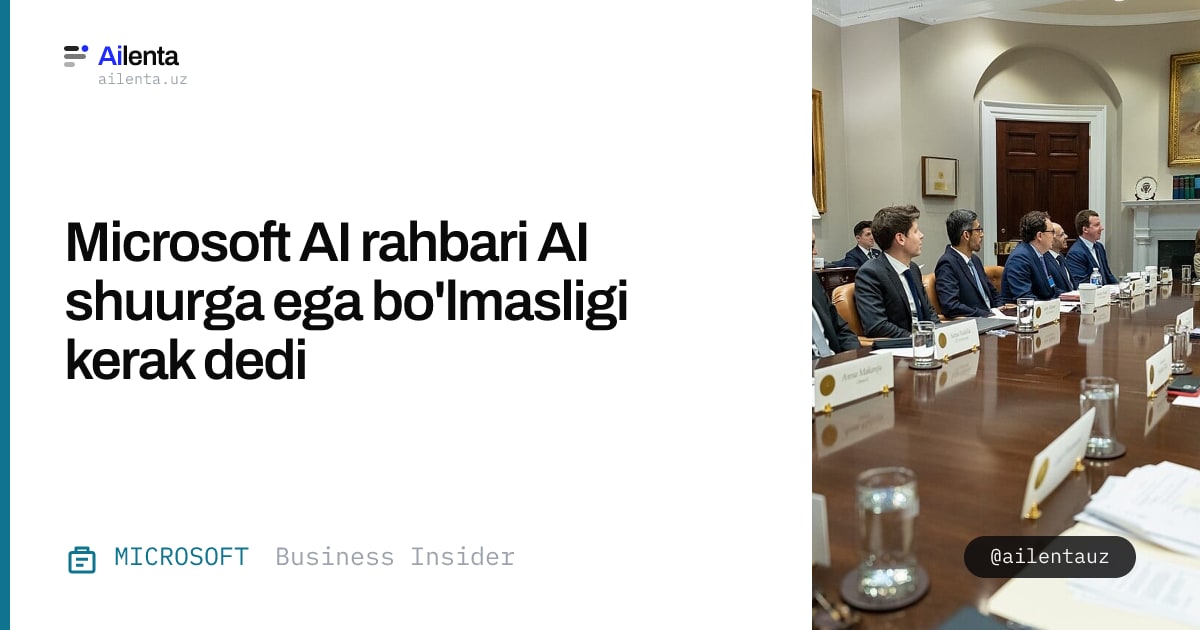 Ailenta
ailenta.uz
Microsoft AI rahbari AI
shuurga ega bo'lmasligi
kerak dedi
MICROSOFT Business Insider
@ailentauz